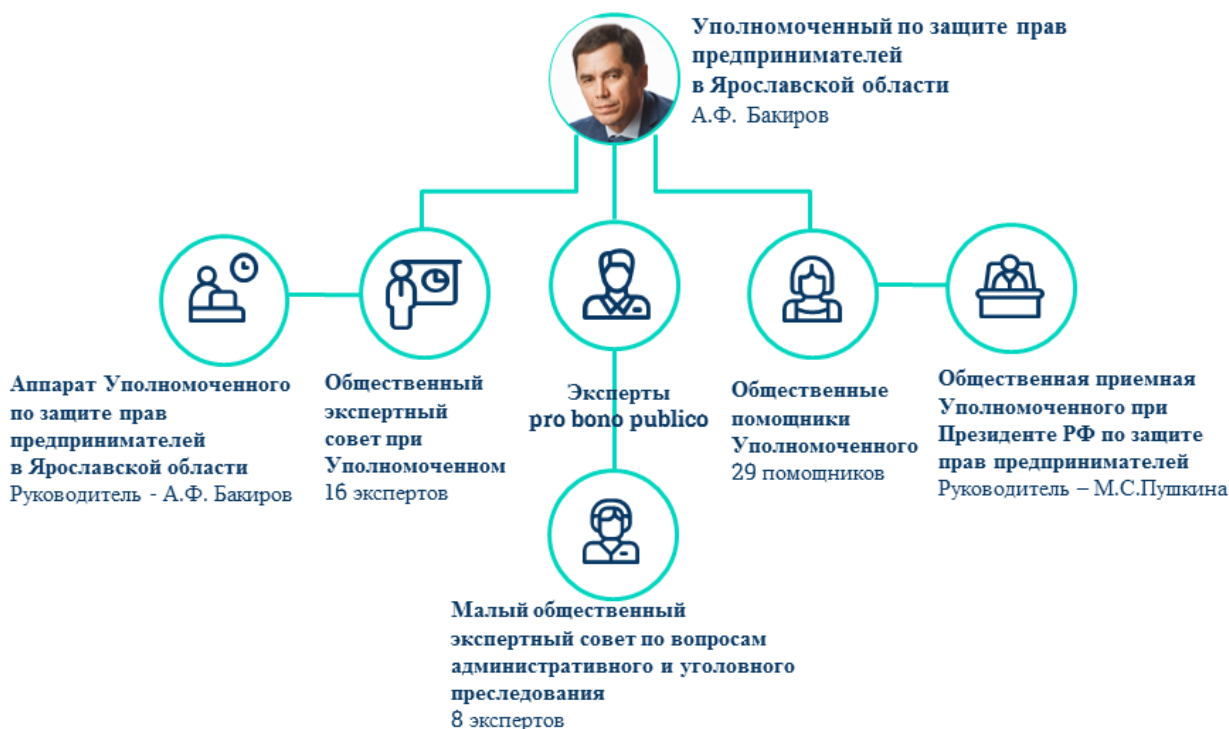 Уполномоченный по защите прав
предпринимателей
в Ярославской области
А.Ф. Бакиров
Аппарат Уполномоченного
по защите прав
предпринимателей
в Ярославской области
Руководитель - А.Ф. Бакиров
Общественный
экспертный
совет при
Уполномоченном
16 экспертов
Эксперты
pro bono publico
Общественные
помощники
Уполномоченного
29 помощников
Общественная приемная
Уполномоченного при
Президенте РФ по защите
прав предпринимателей
Руководитель – М.С.Пушкина
Малый общественный
экспертный совет по вопросам
административного и уголовного
преследования
8 экспертов